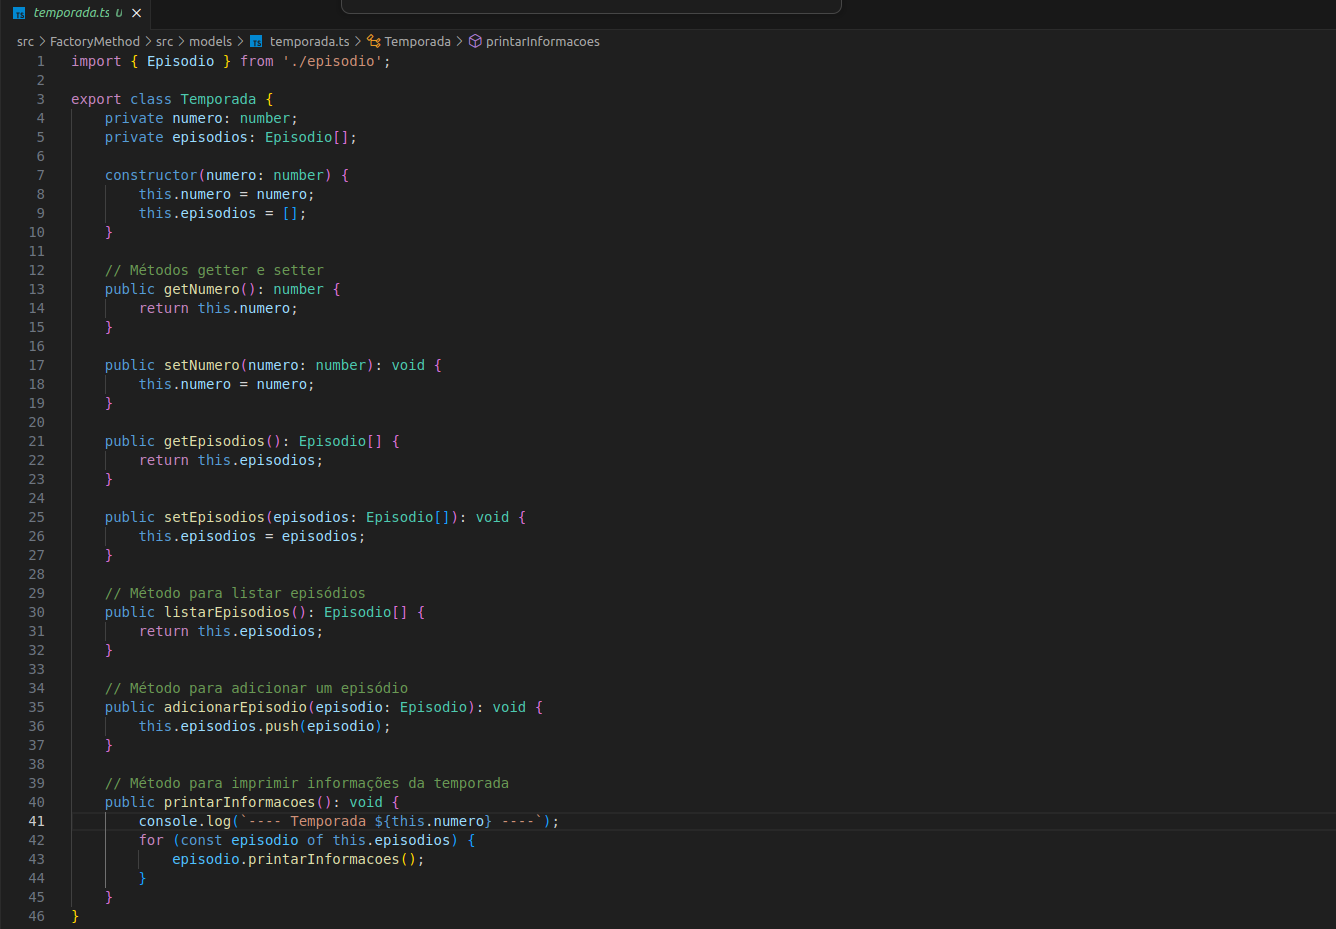 temporada.ts U
src > FactoryMethod > src > models > temporada.ts > Temporada > printarInformacoes
1 import { Episodio } from './episodio';
2
3 export class Temporada {
4     private numero: number;
5     private episodios: Episodio[];
6
7     constructor(numero: number) {
8         this.numero = numero;
9         this.episodios = [];
10     }
11
12     // Métodos getter e setter
13     public getNumero(): number {
14         return this.numero;
15     }
16
17     public setNumero(numero: number): void {
18         this.numero = numero;
19     }
20
21     public getEpisodios(): Episodio[] {
22         return this.episodios;
23     }
24
25     public setEpisodios(episodios: Episodio[]): void {
26         this.episodios = episodios;
27     }
28
29     // Método para listar episódios
30     public listarEpisodios(): Episodio[] {
31         return this.episodios;
32     }
33
34     // Método para adicionar um episódio
35     public adicionarEpisodio(episodio: Episodio): void {
36         this.episodios.push(episodio);
37     }
38
39     // Método para imprimir informações da temporada
40     public printarInformacoes(): void {
41         console.log(`---- Temporada ${this.numero} ----`);
42         for (const episodio of this.episodios) {
43             episodio.printarInformacoes();
44         }
45     }
46 }